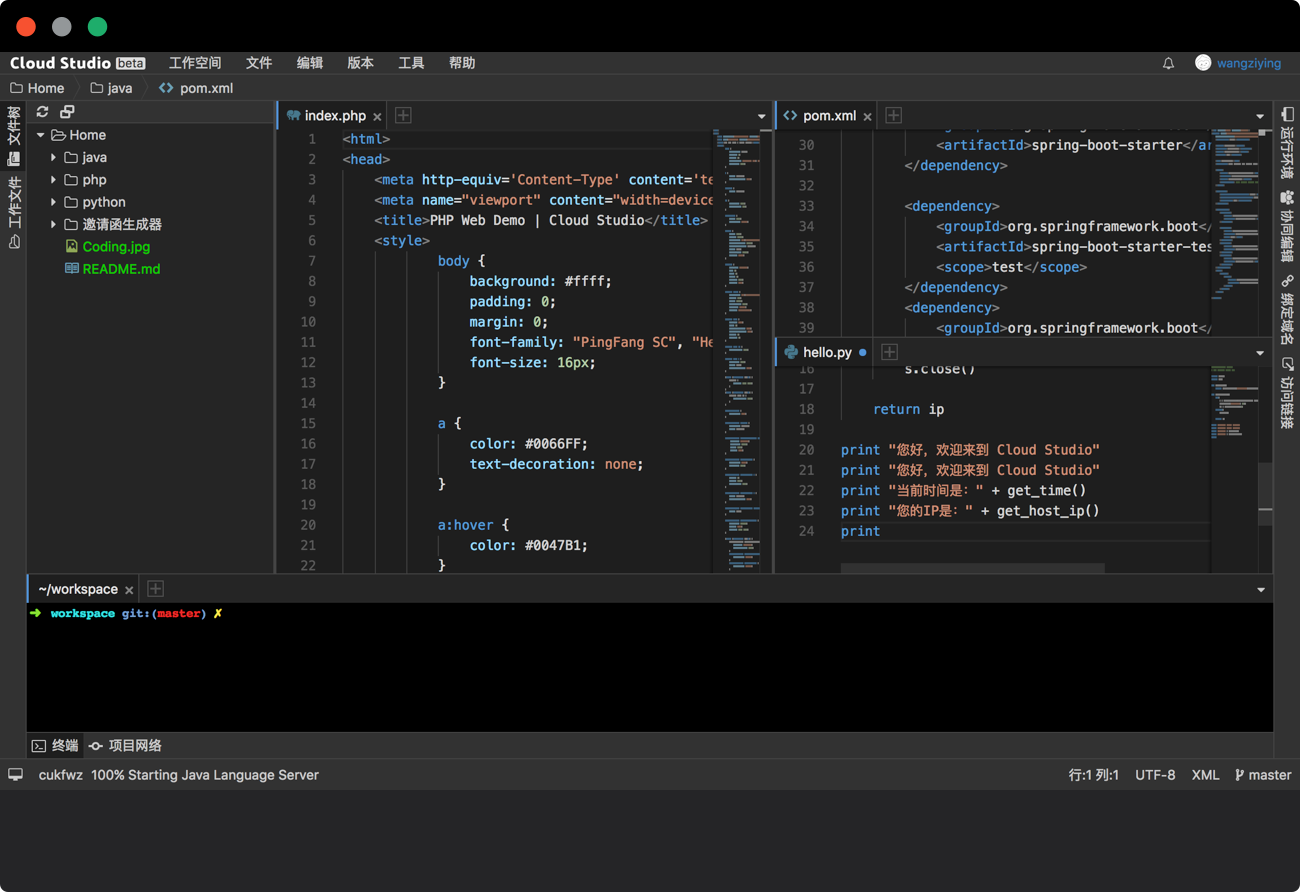 Cloud Studio beta 工作空间 文件 编辑 版本 工具 帮助 wangziying
Home java pom.xml
文件树
工作文件
Home
java
php
python
邀请函生成器
Coding.jpg
README.md
index.php
1 <html>
2 <head>
3 <meta http-equiv='Content-Type' content='te
4 <meta name="viewport" content="width=device
5 <title>PHP Web Demo | Cloud Studio</title>
6 <style>
7 body {
8 background: #ffff;
9 padding: 0;
10 margin: 0;
11 font-family: "PingFang SC", "He
12 font-size: 16px;
13 }
14
15 a {
16 color: #0066FF;
17 text-decoration: none;
18 }
19
20 a:hover {
21 color: #0047B1;
22 }
pom.xml
30 <artifactId>spring-boot-starter</ar
31 </dependency>
32
33 <dependency>
34 <groupId>org.springframework.boot</
35 <artifactId>spring-boot-starter-tes
36 <scope>test</scope>
37 </dependency>
38 <dependency>
39 <groupId>org.springframework.boot</
hello.py
16 s.close()
17
18 return ip
19
20 print "您好，欢迎来到 Cloud Studio"
21 print "您好，欢迎来到 Cloud Studio"
22 print "当前时间是：" + get_time()
23 print "您的IP是：" + get_host_ip()
24 print
运行环境
协同编辑
绑定域名
访问链接
~/workspace
➜ workspace git:(master) ✗
终端 项目网络
cukfwz 100% Starting Java Language Server 行:1 列:1 UTF-8 XML master